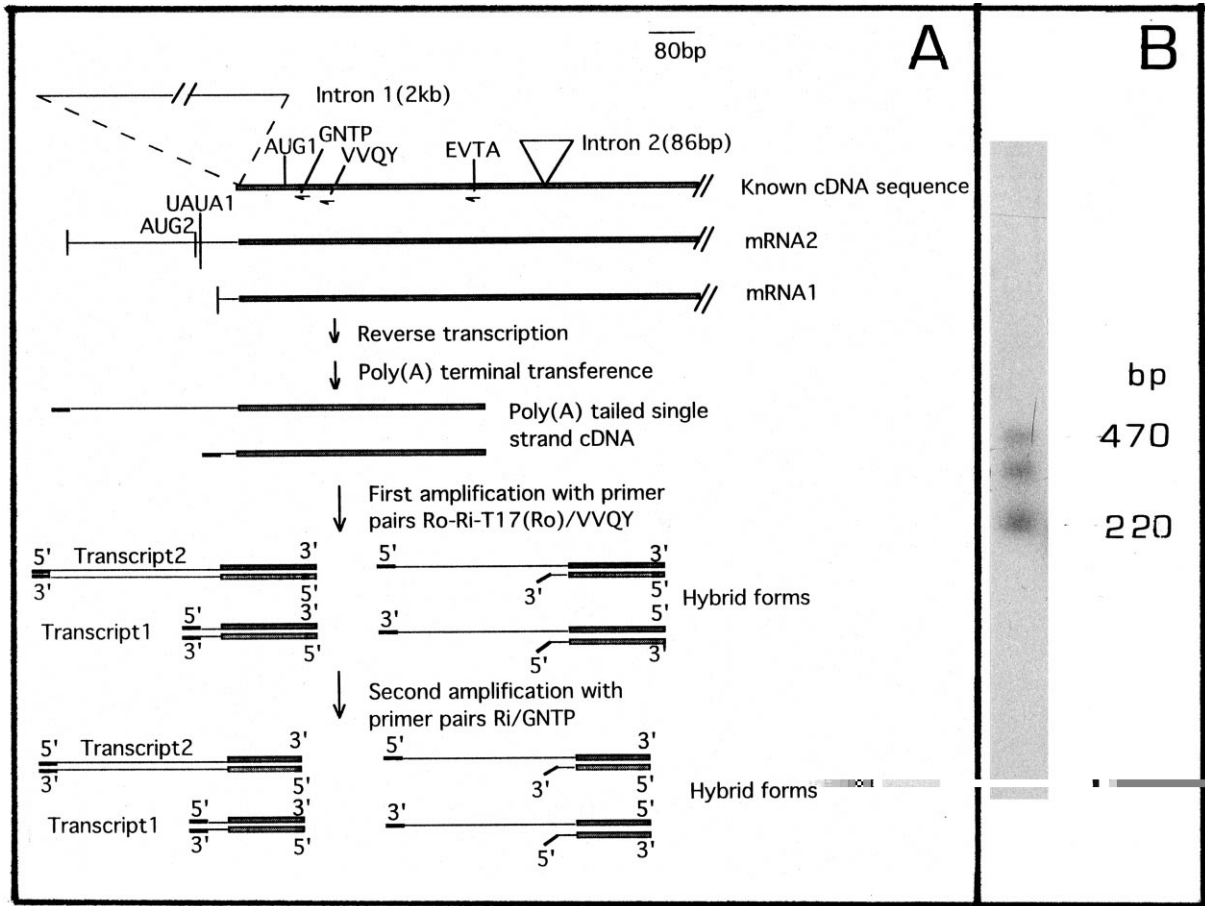 A
B
80bp
Intron 1(2kb)
AUG1
GNTP
VVQY
EVTA
Intron 2(86bp)
Known cDNA sequence
UAUA1
AUG2
mRNA2
mRNA1
Reverse transcription
Poly(A) terminal transference
Poly(A) tailed single
strand cDNA
bp
470
220
First amplification with primer
pairs Ro-Ri-T17(Ro)/VVQY
5' Transcript2 3'
3' 5'
Transcript1
5' 3'
3' 5'
5' 3'
3' 5'
Hybrid forms
3' 5'
5' 3'
Second amplification with
primer pairs Ri/GNTP
5' Transcript2 3'
3' 5'
Transcript1
5' 3'
3' 5'
5' 3'
3' 5'
Hybrid forms
3' 5'
5' 3'